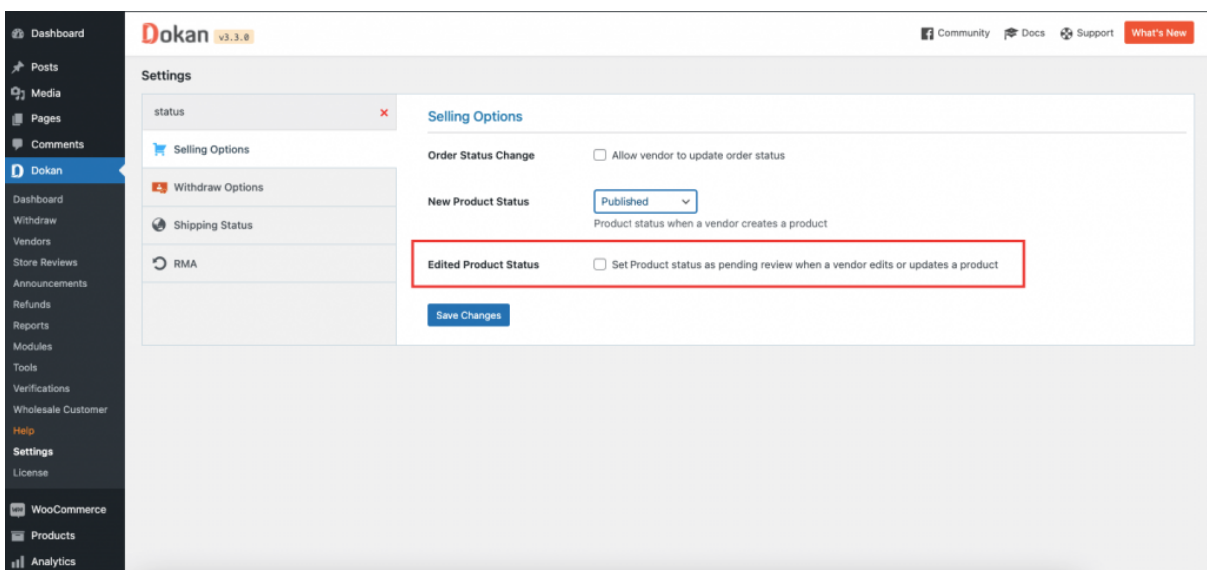 Dashboard
Posts
Media
Pages
Comments
Dokan
Dashboard
Withdraw
Vendors
Store Reviews
Announcements
Refunds
Reports
Modules
Tools
Verifications
Wholesale Customer
Help
Settings
License
WooCommerce
Products
Analytics
Dokan v3.3.0
Community Docs Support What's New
Settings
status
Selling Options
Withdraw Options
Shipping Status
RMA
Selling Options
Order Status Change Allow vendor to update order status
New Product Status Published
Product status when a vendor creates a product
Edited Product Status Set Product status as pending review when a vendor edits or updates a product
Save Changes